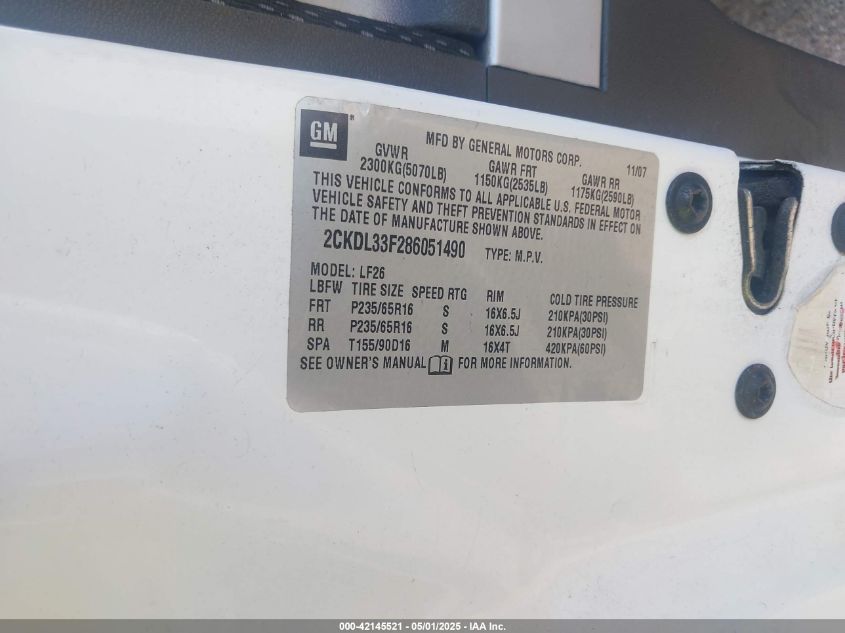 GM
MFD BY GENERAL MOTORS CORP. 11/07
GVWR GAWR FRT GAWR RR
2300KG(5070LB) 1150KG(2535LB) 1175KG(2590LB)
THIS VEHICLE CONFORMS TO ALL APPLICABLE U.S. FEDERAL MOTOR
VEHICLE SAFETY AND THEFT PREVENTION STANDARDS IN EFFECT ON
THE DATE OF MANUFACTURE SHOWN ABOVE.
2CKDL33F286051490 TYPE: M.P.V.
MODEL: LF26
LBFW TIRE SIZE SPEED RTG RIM COLD TIRE PRESSURE
FRT P235/65R16 S 16X6.5J 210KPA(30PSI)
RR P235/65R16 S 16X6.5J 210KPA(30PSI)
SPA T155/90D16 M 16X4T 420KPA(60PSI)
SEE OWNER'S MANUAL FOR MORE INFORMATION.
000-42145521 - 05/01/2025 - IAA Inc.